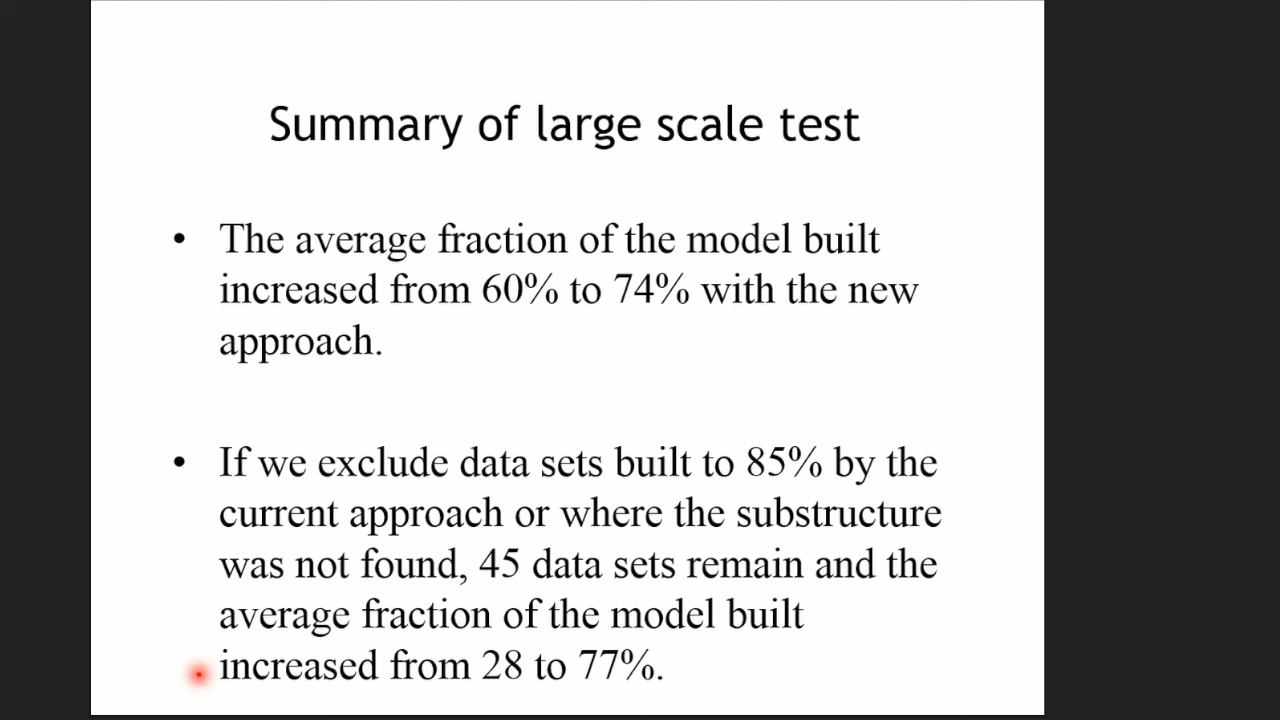 Summary of large scale test
• The average fraction of the model built
increased from 60% to 74% with the new
approach.
• If we exclude data sets built to 85% by the
current approach or where the substructure
was not found, 45 data sets remain and the
average fraction of the model built
increased from 28 to 77%.